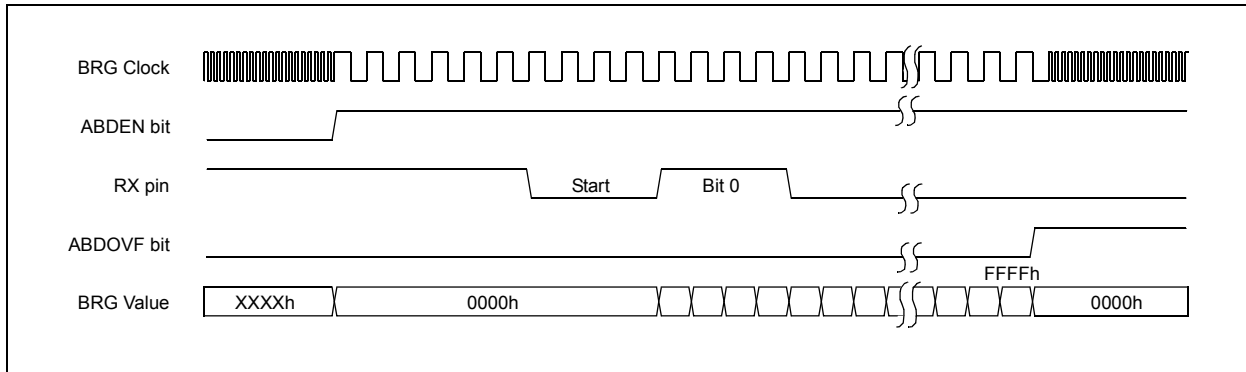 BRG Clock
ABDEN bit
RX pin
Start
Bit 0
ABDOVF bit
FFFFh
BRG Value
XXXXh
0000h
0000h